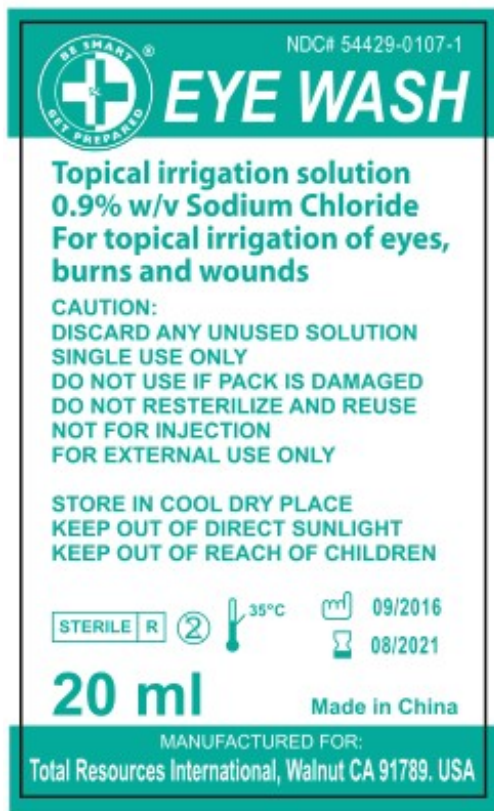 NDC# 54429-0107-1
BE SMART
GET PREPARED
®
EYE WASH
Topical irrigation solution
0.9% w/v Sodium Chloride
For topical irrigation of eyes,
burns and wounds
CAUTION:
DISCARD ANY UNUSED SOLUTION
SINGLE USE ONLY
DO NOT USE IF PACK IS DAMAGED
DO NOT RESTERILIZE AND REUSE
NOT FOR INJECTION
FOR EXTERNAL USE ONLY
STORE IN COOL DRY PLACE
KEEP OUT OF DIRECT SUNLIGHT
KEEP OUT OF REACH OF CHILDREN
STERILE R 2 35°C 09/2016
08/2021
20 ml Made in China
MANUFACTURED FOR:
Total Resources International, Walnut CA 91789. USA